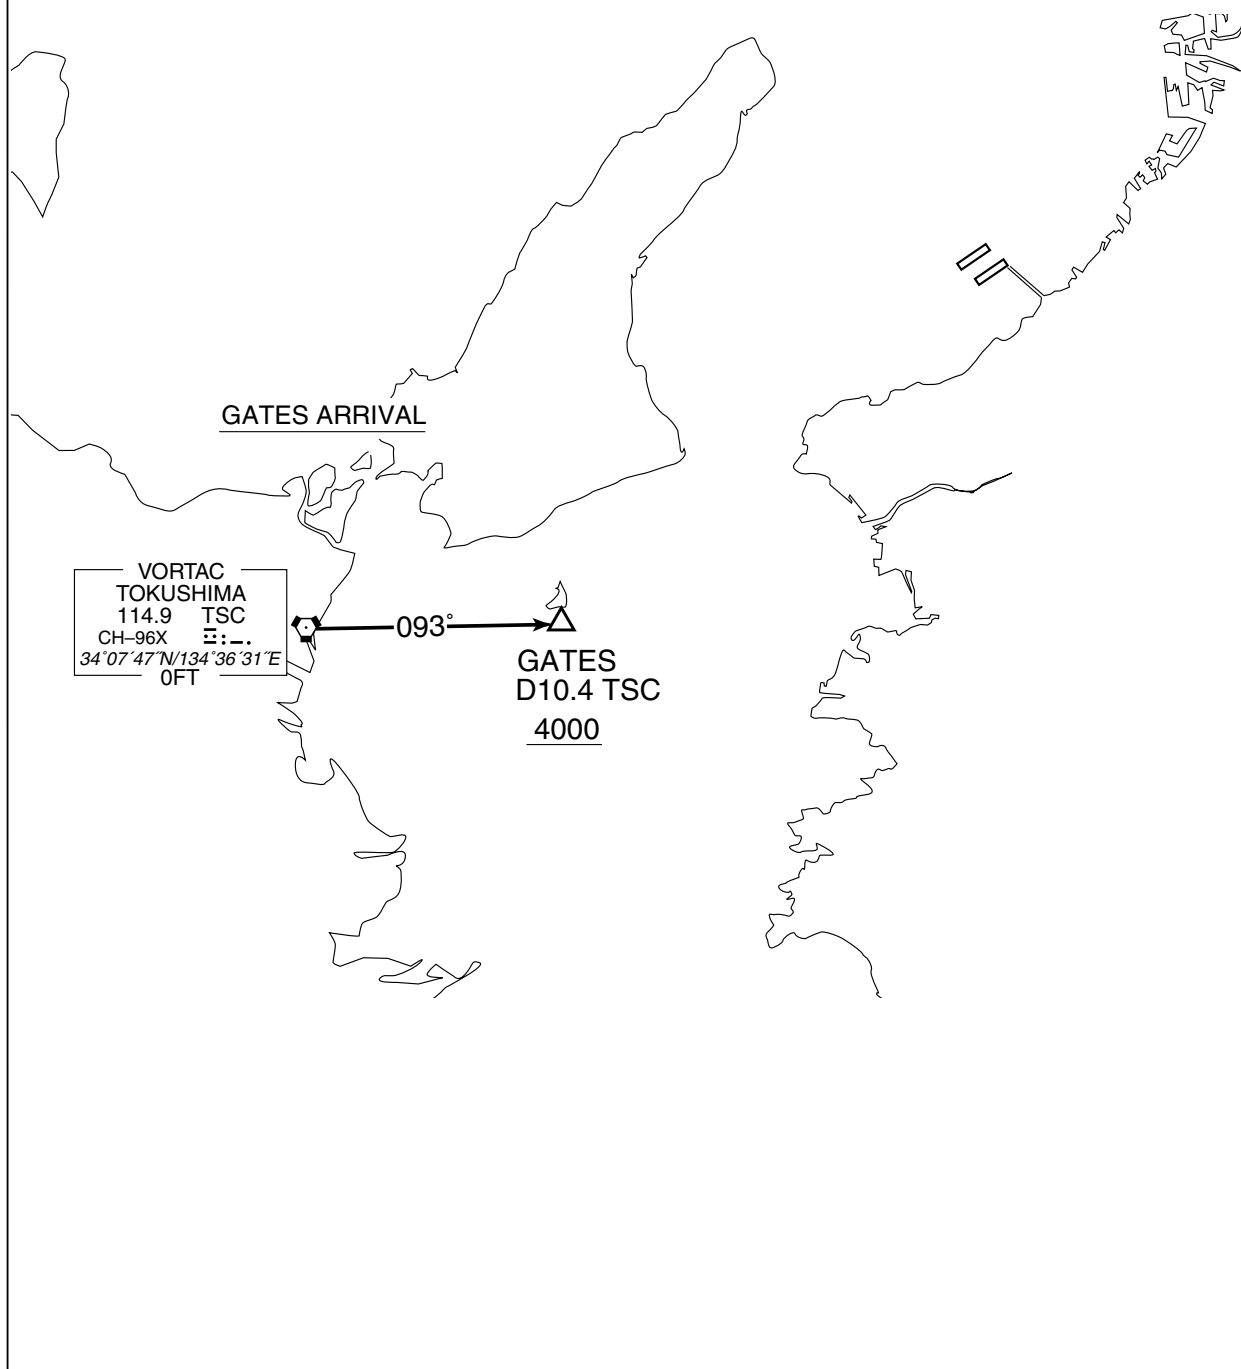 GATES ARRIVAL
VORTAC
TOKUSHIMA
114.9 TSC
CH–96X
34°07´47˝N/134°36´31˝E
0FT
093°
GATES
D10.4 TSC
4000